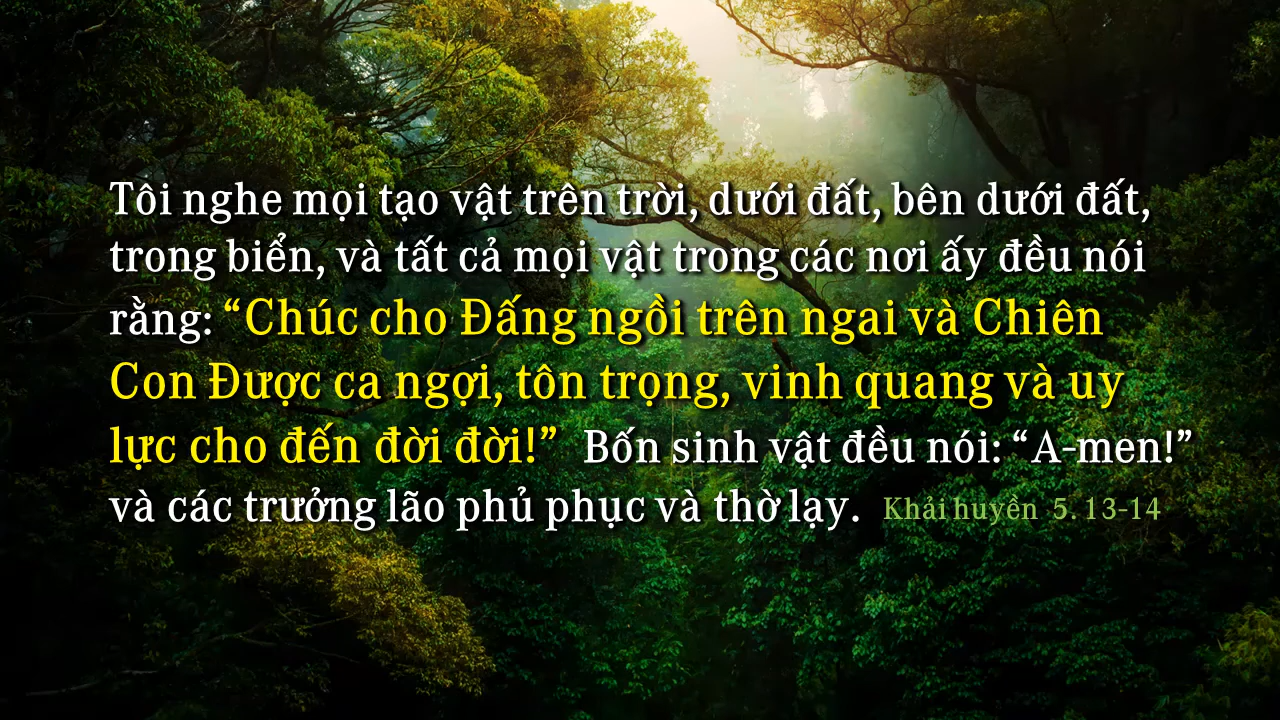 Tôi nghe mọi tạo vật trên trời, dưới đất, bên dưới đất,
trong biển, và tất cả mọi vật trong các nơi ấy đều nói
rằng: “Chúc cho Đấng ngồi trên ngai và Chiên
Con Được ca ngợi, tôn trọng, vinh quang và uy
lực cho đến đời đời!” Bốn sinh vật đều nói: “A-men!”
và các trưởng lão phủ phục và thờ lạy. Khải huyền 5. 13-14